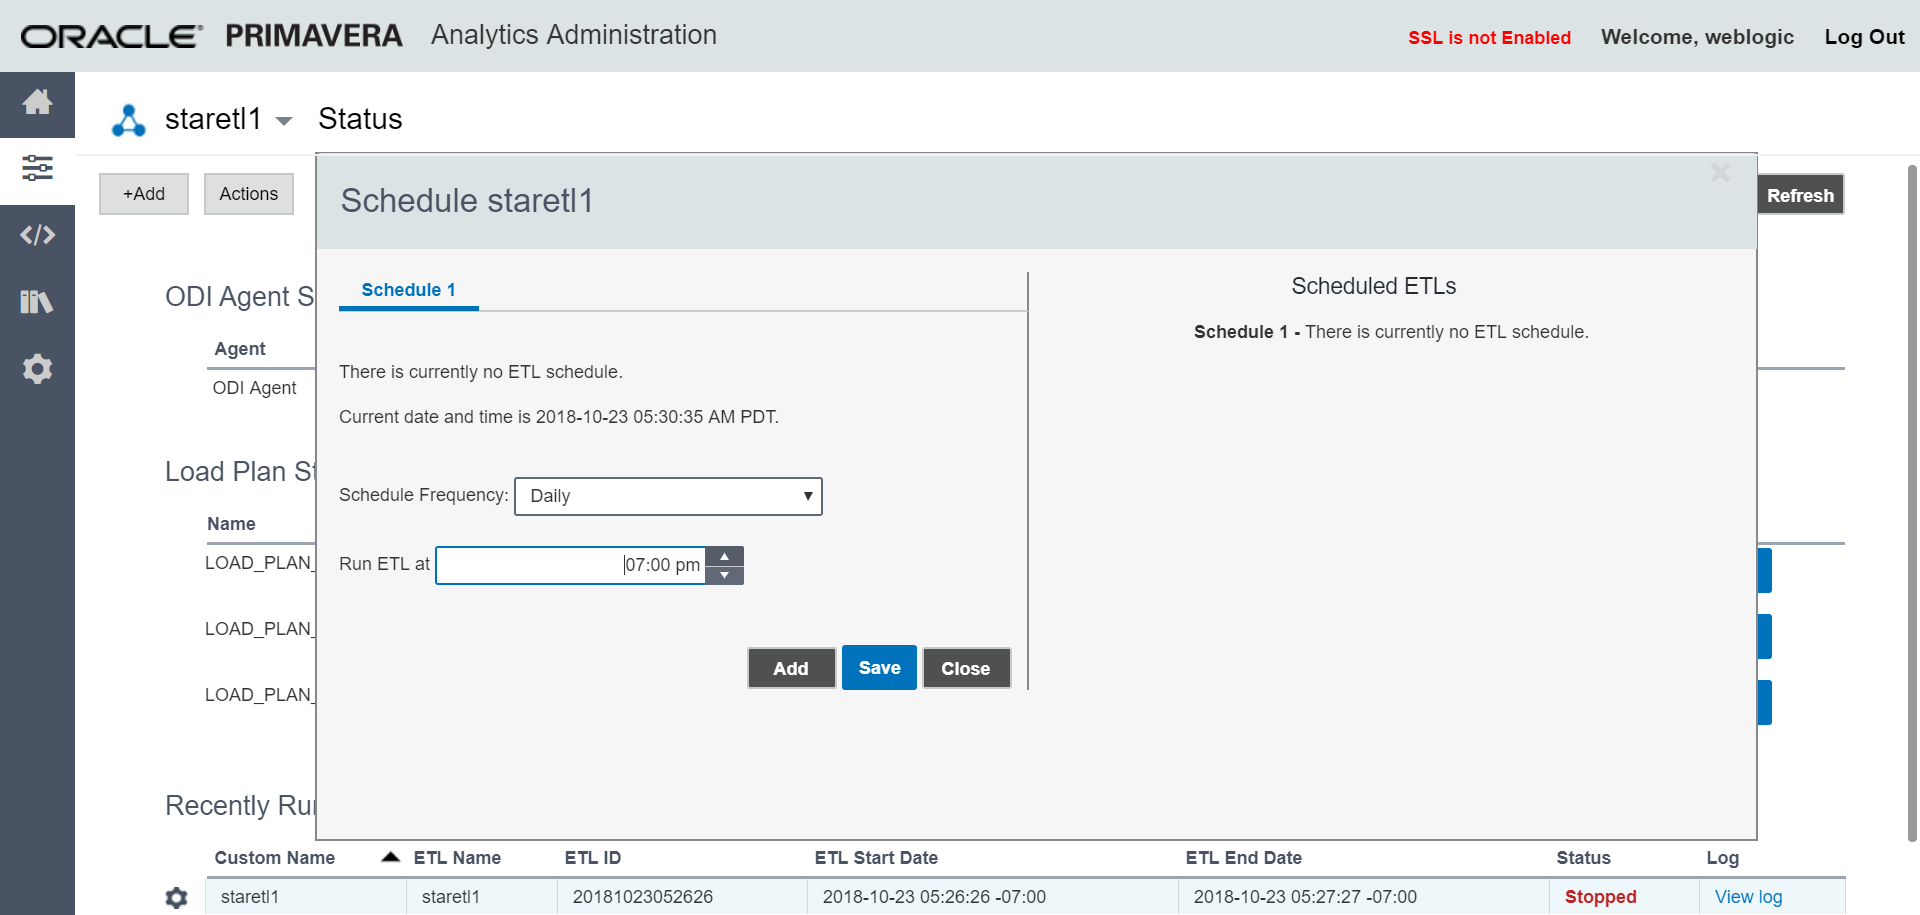 ORACLE PRIMAVERA Analytics Administration
SSL is not Enabled Welcome, weblogic Log Out
staretl1 Status
+Add Actions Refresh
Schedule staretl1
Schedule 1
There is currently no ETL schedule.
Current date and time is 2018-10-23 05:30:35 AM PDT.
Schedule Frequency: Daily
Run ETL at 07:00 pm
Add Save Close
Scheduled ETLs
Schedule 1 - There is currently no ETL schedule.
ODI Agent S
Agent
ODI Agent
Load Plan St
Name
LOAD_PLAN_
LOAD_PLAN_
LOAD_PLAN_
Recently Ru
Custom Name ETL Name ETL ID ETL Start Date ETL End Date Status Log
staretl1 staretl1 20181023052626 2018-10-23 05:26:26 -07:00 2018-10-23 05:27:27 -07:00 Stopped View log